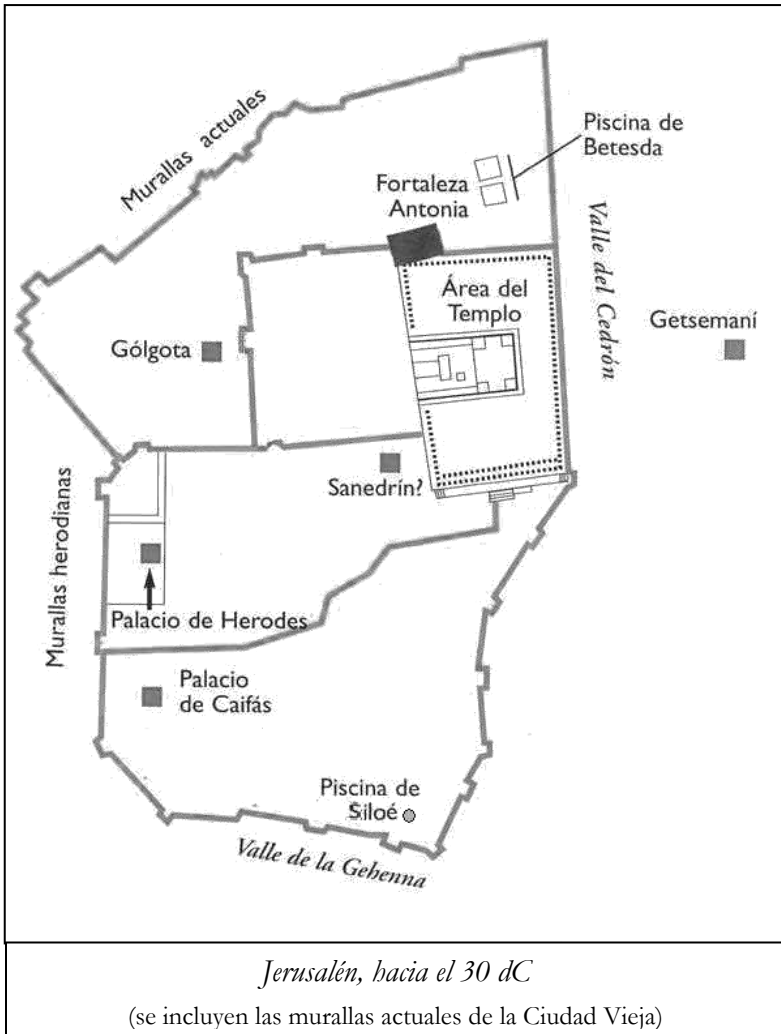 Murallas actuales
Piscina de
Betesda
Fortaleza
Antonia
Valle del Cedrón
Área del
Templo
Getsemaní
Gólgota
Sanedrín?
Murallas herodianas
Palacio de Herodes
Palacio
de Caifás
Piscina de
Siloé
Valle de la Gehenna
Jerusalén, hacia el 30 dC
(se incluyen las murallas actuales de la Ciudad Vieja)